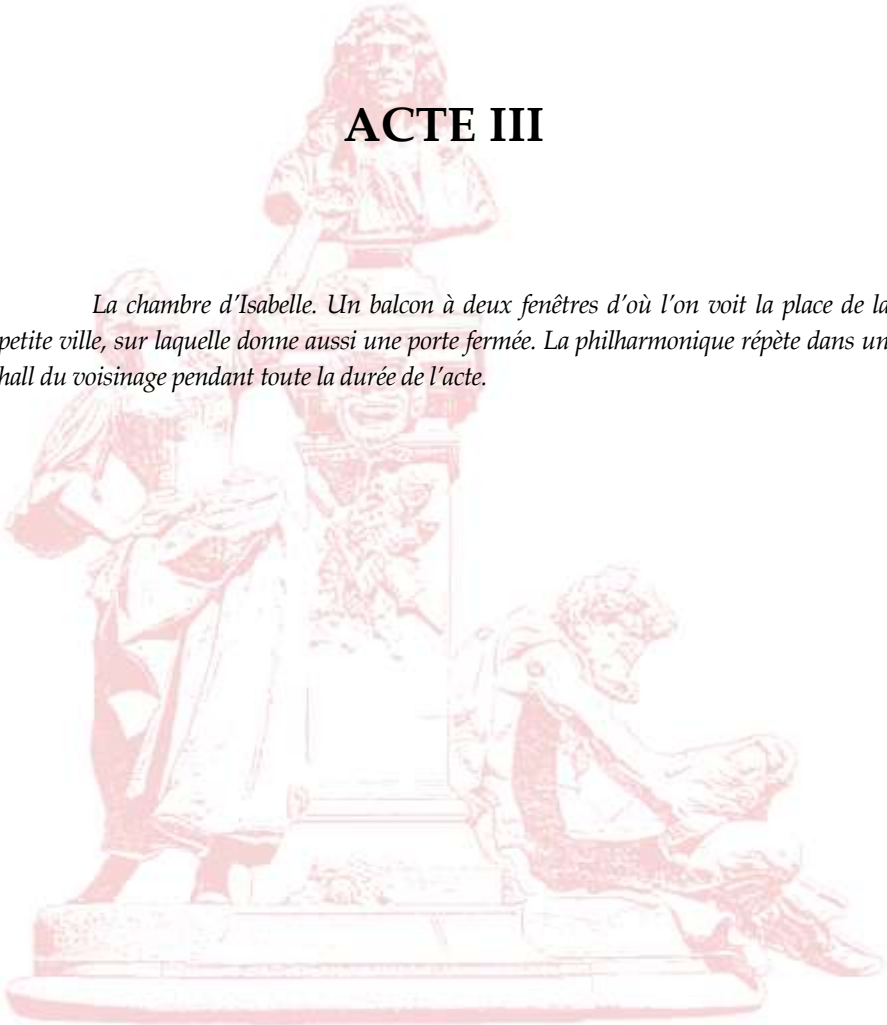 ACTE III
La chambre d’Isabelle. Un balcon à deux fenêtres d’où l’on voit la place de la
petite ville, sur laquelle donne aussi une porte fermée. La philharmonique répète dans un
hall du voisinage pendant toute la durée de l’acte.